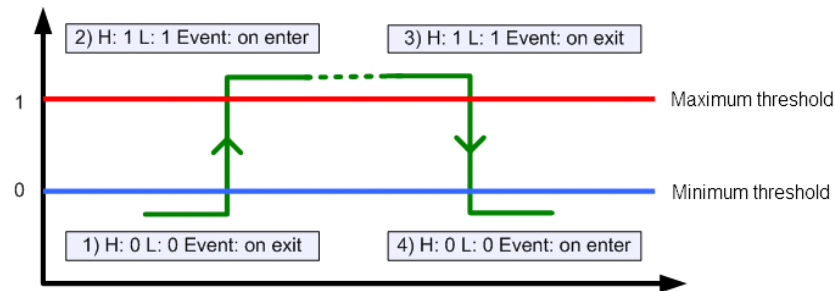 2) H: 1 L: 1 Event: on enter
3) H: 1 L: 1 Event: on exit
1
Maximum threshold
0
Minimum threshold
1) H: 0 L: 0 Event: on exit
4) H: 0 L: 0 Event: on enter